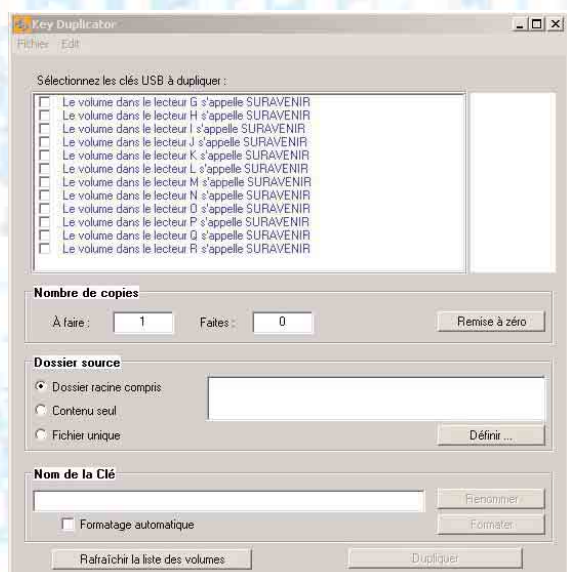 Key Duplicator
Fichier Edit
Sélectionnez les clés USB à dupliquer :
Le volume dans le lecteur G s'appelle SURAVENIR
Le volume dans le lecteur H s'appelle SURAVENIR
Le volume dans le lecteur I s'appelle SURAVENIR
Le volume dans le lecteur J s'appelle SURAVENIR
Le volume dans le lecteur K s'appelle SURAVENIR
Le volume dans le lecteur L s'appelle SURAVENIR
Le volume dans le lecteur M s'appelle SURAVENIR
Le volume dans le lecteur N s'appelle SURAVENIR
Le volume dans le lecteur O s'appelle SURAVENIR
Le volume dans le lecteur P s'appelle SURAVENIR
Le volume dans le lecteur Q s'appelle SURAVENIR
Le volume dans le lecteur R s'appelle SURAVENIR
Nombre de copies
À faire : 1 Faites : 0 Remise à zéro
Dossier source
Dossier racine compris
Contenu seul
Fichier unique Définir ...
Nom de la Clé
Renommer
Formatage automatique Formater
Rafraîchir la liste des volumes Dupliquer